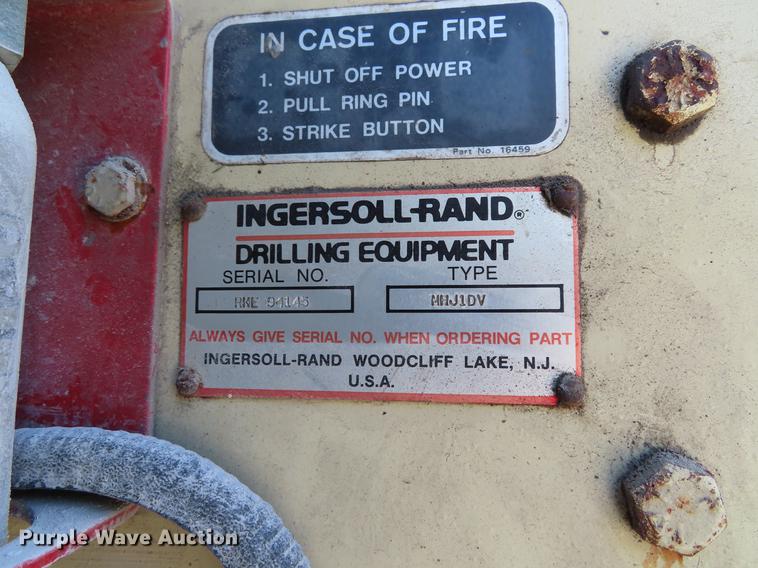 IN CASE OF FIRE
1. SHUT OFF POWER
2. PULL RING PIN
3. STRIKE BUTTON
Part No. 16459
INGERSOLL-RAND®
DRILLING EQUIPMENT
SERIAL NO. TYPE
94145 MHJ1DV
ALWAYS GIVE SERIAL NO. WHEN ORDERING PART
INGERSOLL-RAND WOODCLIFF LAKE, N.J.
U.S.A.
Purple Wave Auction